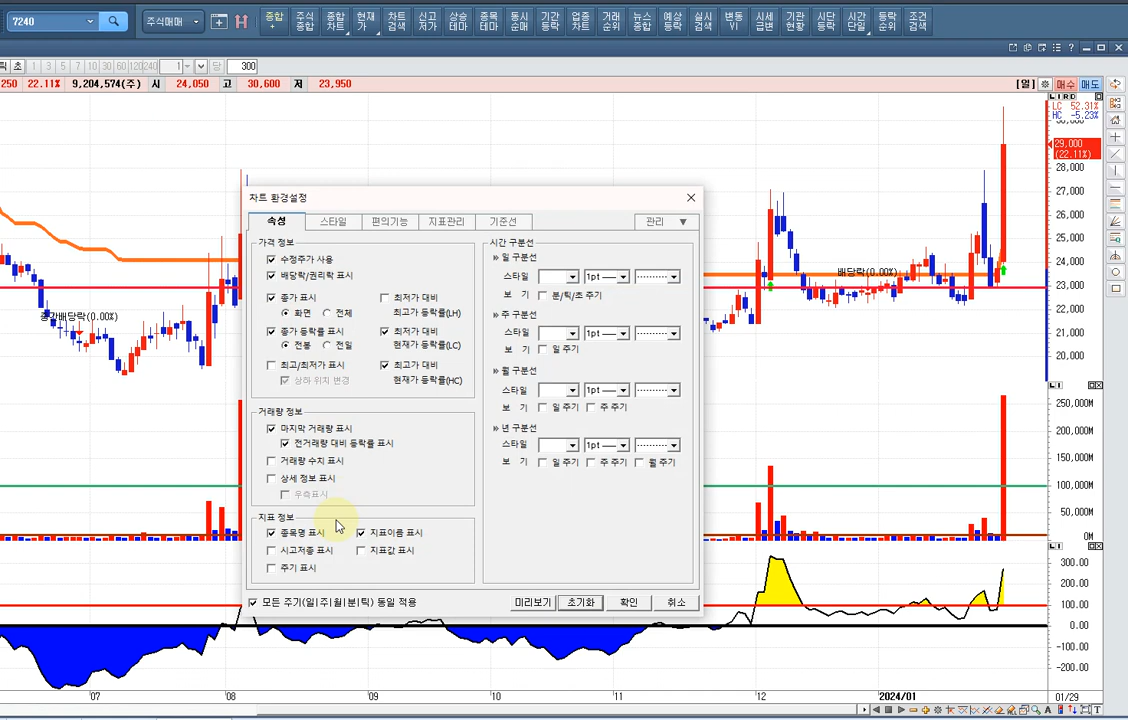 7240 주식매매 종합 + 주식종합 종합차트 현재가 차트검색 신고저가 상승테마 종목테마 동시순매 기간등락 업종차트 거래순위 뉴스종합 예상등락 실시검색 변동VI 시세급변 기관현황 시단등락 시간단일 등락순위 조건검색
틱 초 1 3 5 7 10 30 60 120 240 1 당 300
250 22.11% 9,204,574(주) 시 24,050 고 30,600 저 23,950 [일] 매수 매도
L I R D
LC 52.31%
HC -5.23%
30,000
29,000
(22.11%)
28,000
27,000
26,000
25,000
24,000
23,000
22,000
21,000
20,000
배당락(0.00%)
중간배당락(0.00%)
차트 환경설정
속성 스타일 편의기능 지표관리 기준선 관리 ▼
가격 정보
수정주가 사용
배당락/권리락 표시
종가 표시 최저가 대비
화면 전체 최고가 등락률(LH)
종가 등락률 표시 최저가 대비
전봉 전일 현재가 등락률(LC)
최고/최저가 표시 최고가 대비
상하 위치 변경 현재가 등락률(HC)
거래량 정보
마지막 거래량 표시
전거래량 대비 등락률 표시
거래량 수치 표시
상세 정보표시
우측표시
지표 정보
종목명 표시 지표이름 표시
시고저종 표시 지표값 표시
주기 표시
시간 구분선
» 일 구분선
스타일 1pt
보 기 분/틱/초 주기
» 주 구분선
스타일 1pt
보 기 일 주기
» 월 구분선
스타일 1pt
보 기 일 주기 주 주기
» 년 구분선
스타일 1pt
보 기 일 주기 주 주기 월 주기
모든 주기(일|주|월|분|틱) 동일 적용 미리보기 초기화 확인 취소
L I
250,000M
200,000M
150,000M
100,000M
50,000M
0M
L I
300.00
200.00
100.00
0.00
-100.00
-200.00
'07 '08 '09 '10 '11 '12 2024/01 01/29
A T